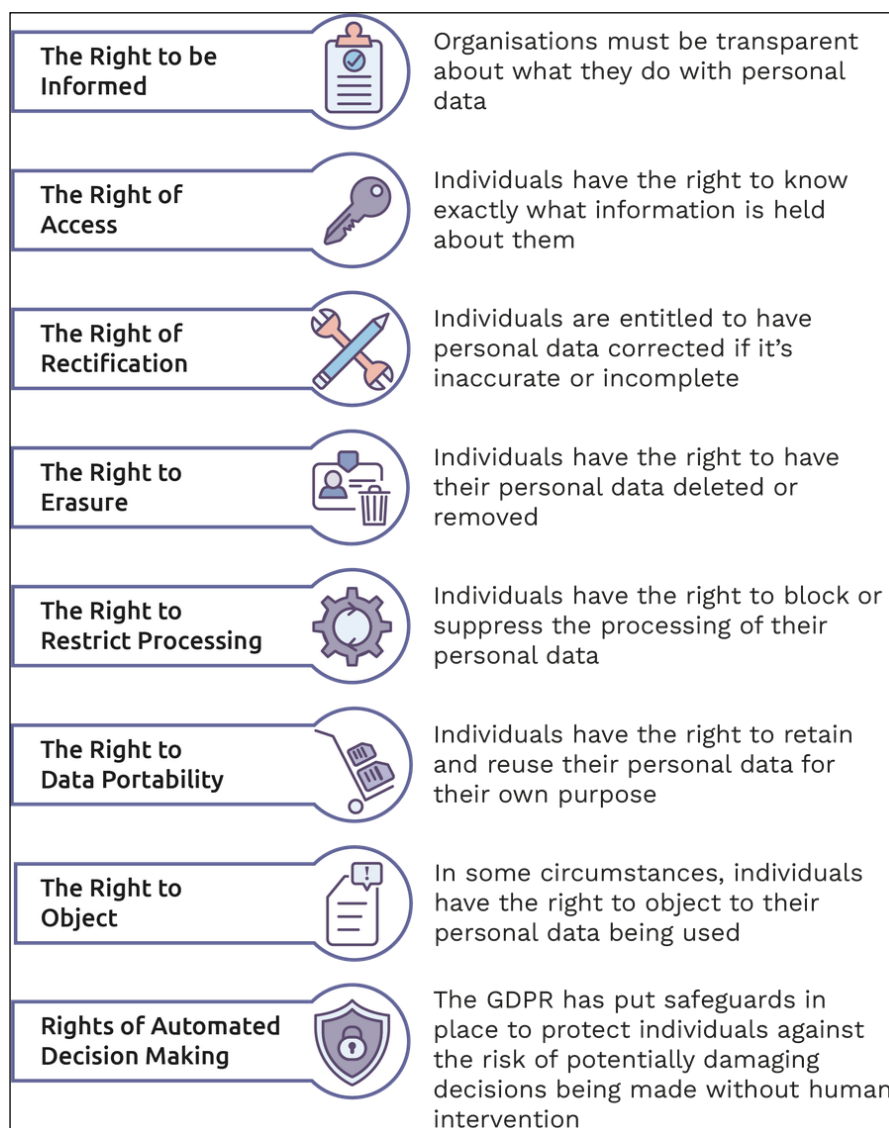 The Right to be
Informed
Organisations must be transparent
about what they do with personal
data
The Right of
Access
Individuals have the right to know
exactly what information is held
about them
The Right of
Rectification
Individuals are entitled to have
personal data corrected if it's
inaccurate or incomplete
The Right to
Erasure
Individuals have the right to have
their personal data deleted or
removed
The Right to
Restrict Processing
Individuals have the right to block or
suppress the processing of their
personal data
The Right to
Data Portability
Individuals have the right to retain
and reuse their personal data for
their own purpose
The Right to
Object
!
In some circumstances, individuals
have the right to object to their
personal data being used
Rights of Automated
Decision Making
The GDPR has put safeguards in
place to protect individuals against
the risk of potentially damaging
decisions being made without human
intervention